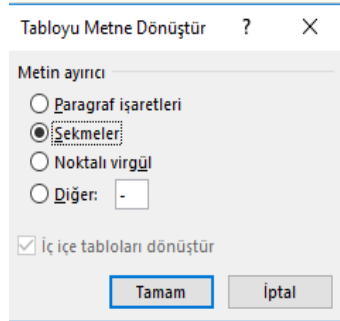 Tabloyu Metne Dönüştür ? ×
Metin ayırıcı
Paragraf işaretleri
Sekmeler
Noktalı virgül
Diğer: -
İç içe tabloları dönüştür
Tamam İptal